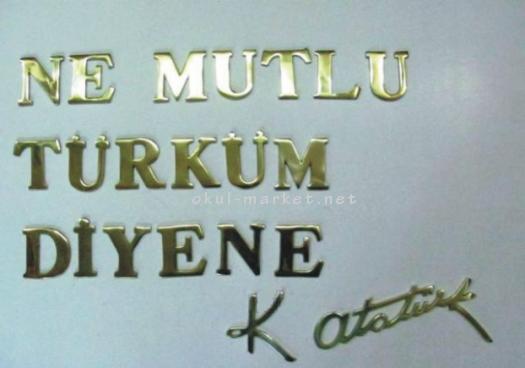 NE MUTLU
TÜRKÜM
okul-market.net
DİYENE
K Atatürk